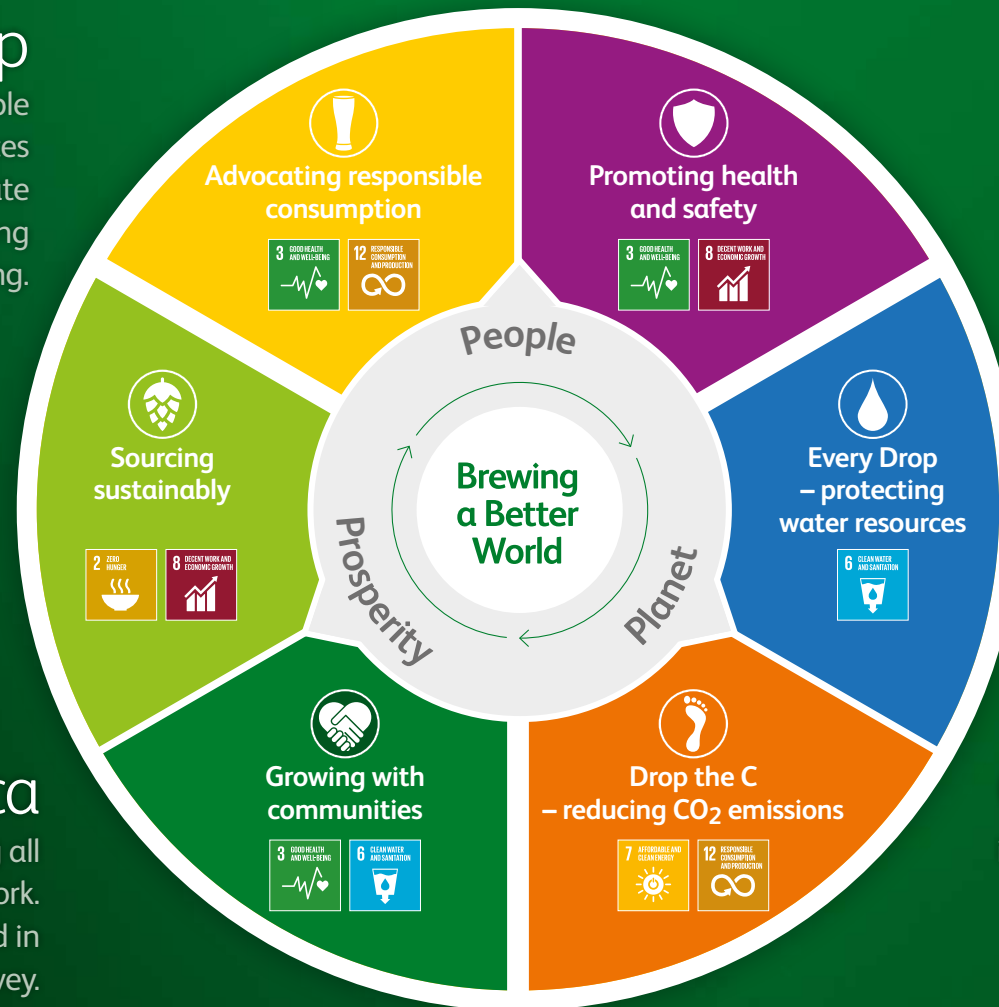 Advocating responsible
consumption
3 GOOD HEALTH
AND WELL-BEING
12 RESPONSIBLE
CONSUMPTION
AND PRODUCTION
Promoting health
and safety
3 GOOD HEALTH
AND WELL-BEING
8 DECENT WORK AND
ECONOMIC GROWTH
Every Drop
– protecting
water resources
6 CLEAN WATER
AND SANITATION
Drop the C
– reducing CO2 emissions
7 AFFORDABLE AND
CLEAN ENERGY
12 RESPONSIBLE
CONSUMPTION
AND PRODUCTION
Growing with
communities
3 GOOD HEALTH
AND WELL-BEING
6 CLEAN WATER
AND SANITATION
Sourcing
sustainably
2 ZERO
HUNGER
8 DECENT WORK AND
ECONOMIC GROWTH
People
Planet
Prosperity
Brewing
a Better
World
all
in